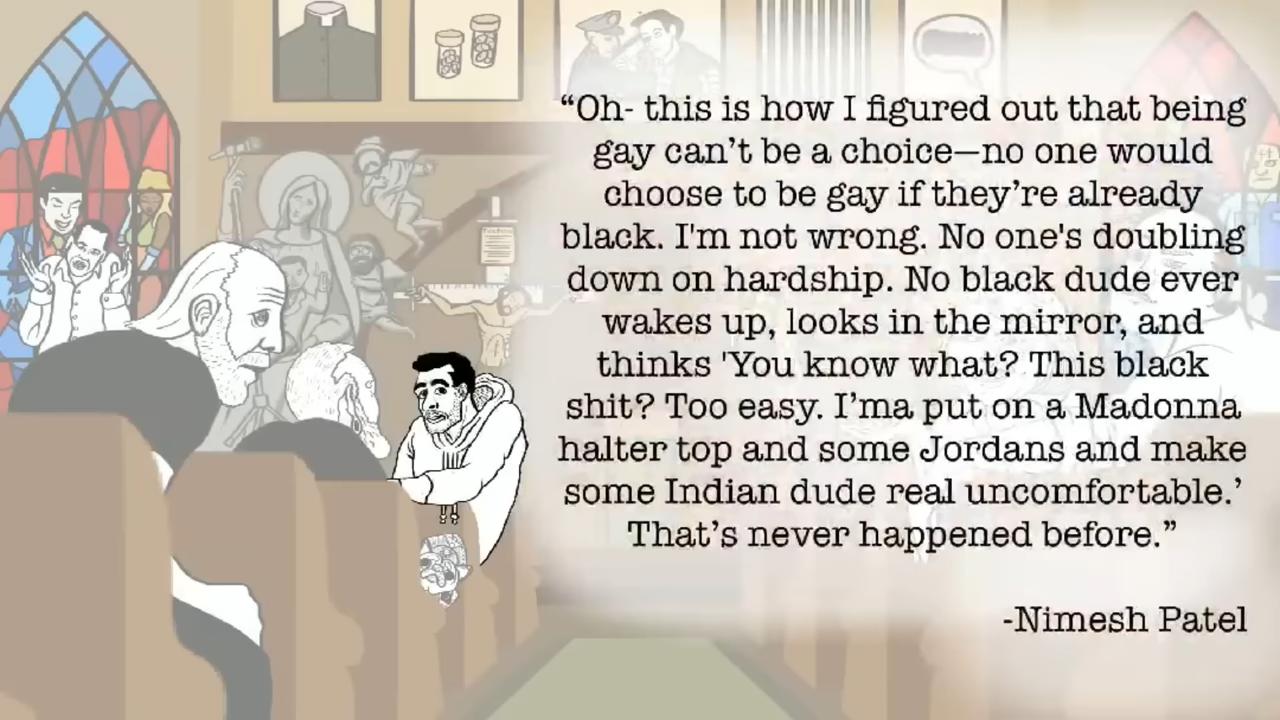 “Oh- this is how I figured out that being
gay can’t be a choice—no one would
choose to be gay if they’re already
black. I'm not wrong. No one's doubling
down on hardship. No black dude ever
wakes up, looks in the mirror, and
thinks 'You know what? This black
shit? Too easy. I’ma put on a Madonna
halter top and some Jordans and make
some Indian dude real uncomfortable.’
That’s never happened before.”
-Nimesh Patel